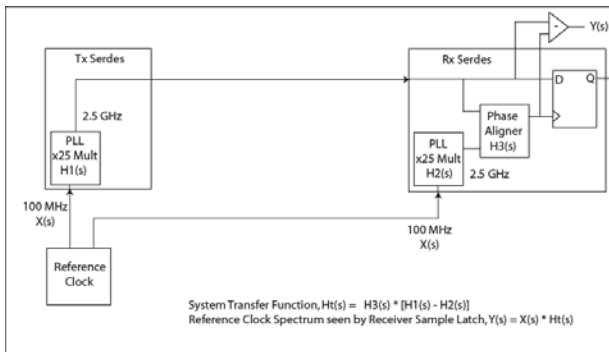 Tx Serdes
2.5 GHz
PLL
x25 Mult
H1(s)
100 MHz
X(s)
Reference
Clock
Rx Serdes
Y(s)
-
D
Q
Phase
Aligner
H3(s)
PLL
x25 Mult
H2(s)
2.5 GHz
100 MHz
X(s)
System Transfer Function, Ht(s) = H3(s) * [H1(s) - H2(s)]
Reference Clock Spectrum seen by Receiver Sample Latch, Y(s) = X(s) * Ht(s)